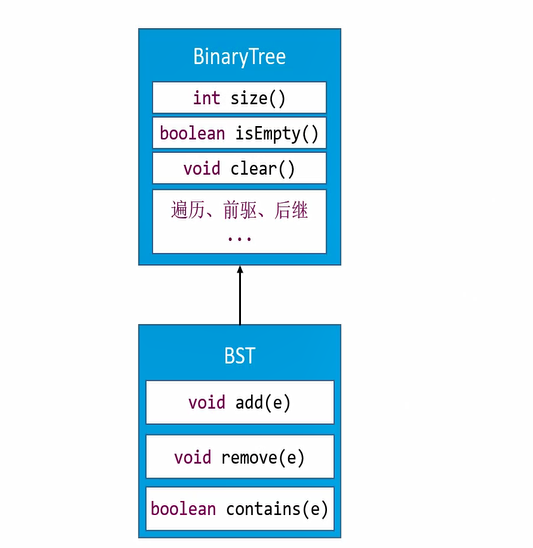 BinaryTree
int size()
boolean isEmpty()
void clear()
遍历、前驱、后继
...
BST
void add(e)
void remove(e)
boolean contains(e)